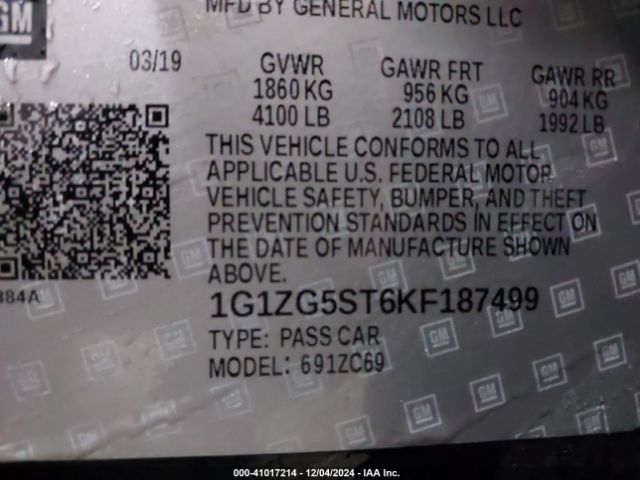 GM
MFD BY GENERAL MOTORS LLC
03/19 GVWR GAWR FRT GAWR RR
1860 KG 956 KG 904 KG
4100 LB 2108 LB 1992 LB
THIS VEHICLE CONFORMS TO ALL
APPLICABLE U.S. FEDERAL MOTOR
VEHICLE SAFETY, BUMPER, AND THEFT
PREVENTION STANDARDS IN EFFECT ON
THE DATE OF MANUFACTURE SHOWN
ABOVE.
384A
1G1ZG5ST6KF187499
TYPE: PASS CAR
MODEL: 691ZC69
000-41017214 - 12/04/2024 - IAA Inc.